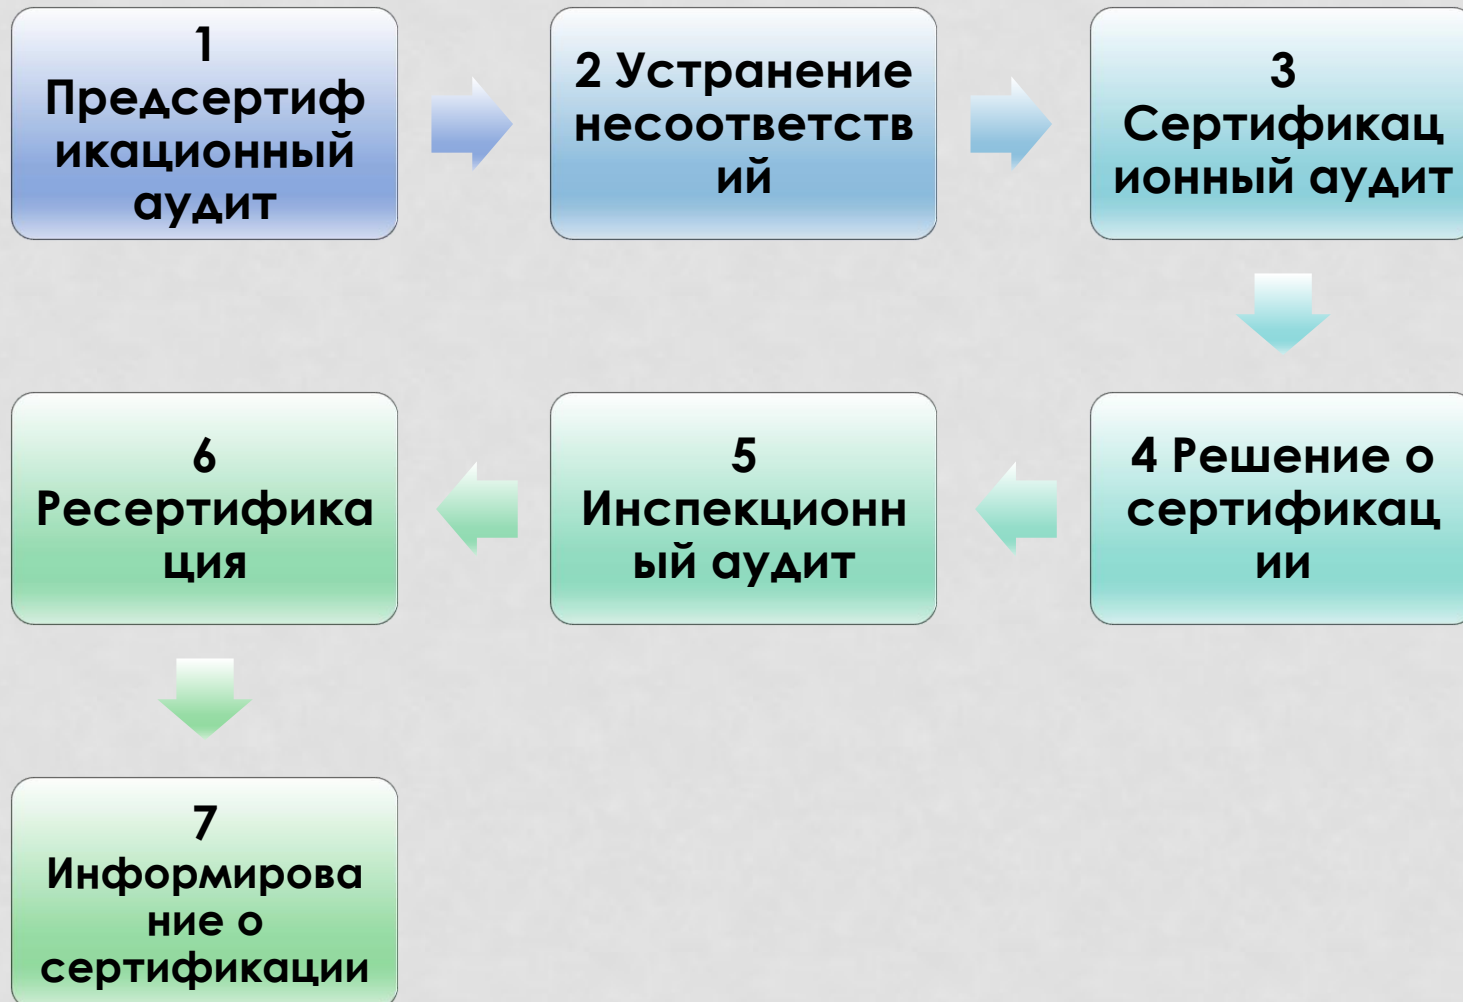 1
Предсертиф
икационный
аудит
2 Устранение
несоответств
ий
3
Сертификац
ионный аудит
4 Решение о
сертификац
ии
5
Инспекционн
ый аудит
6
Ресертифика
ция
7
Информирова
ние о
сертификации